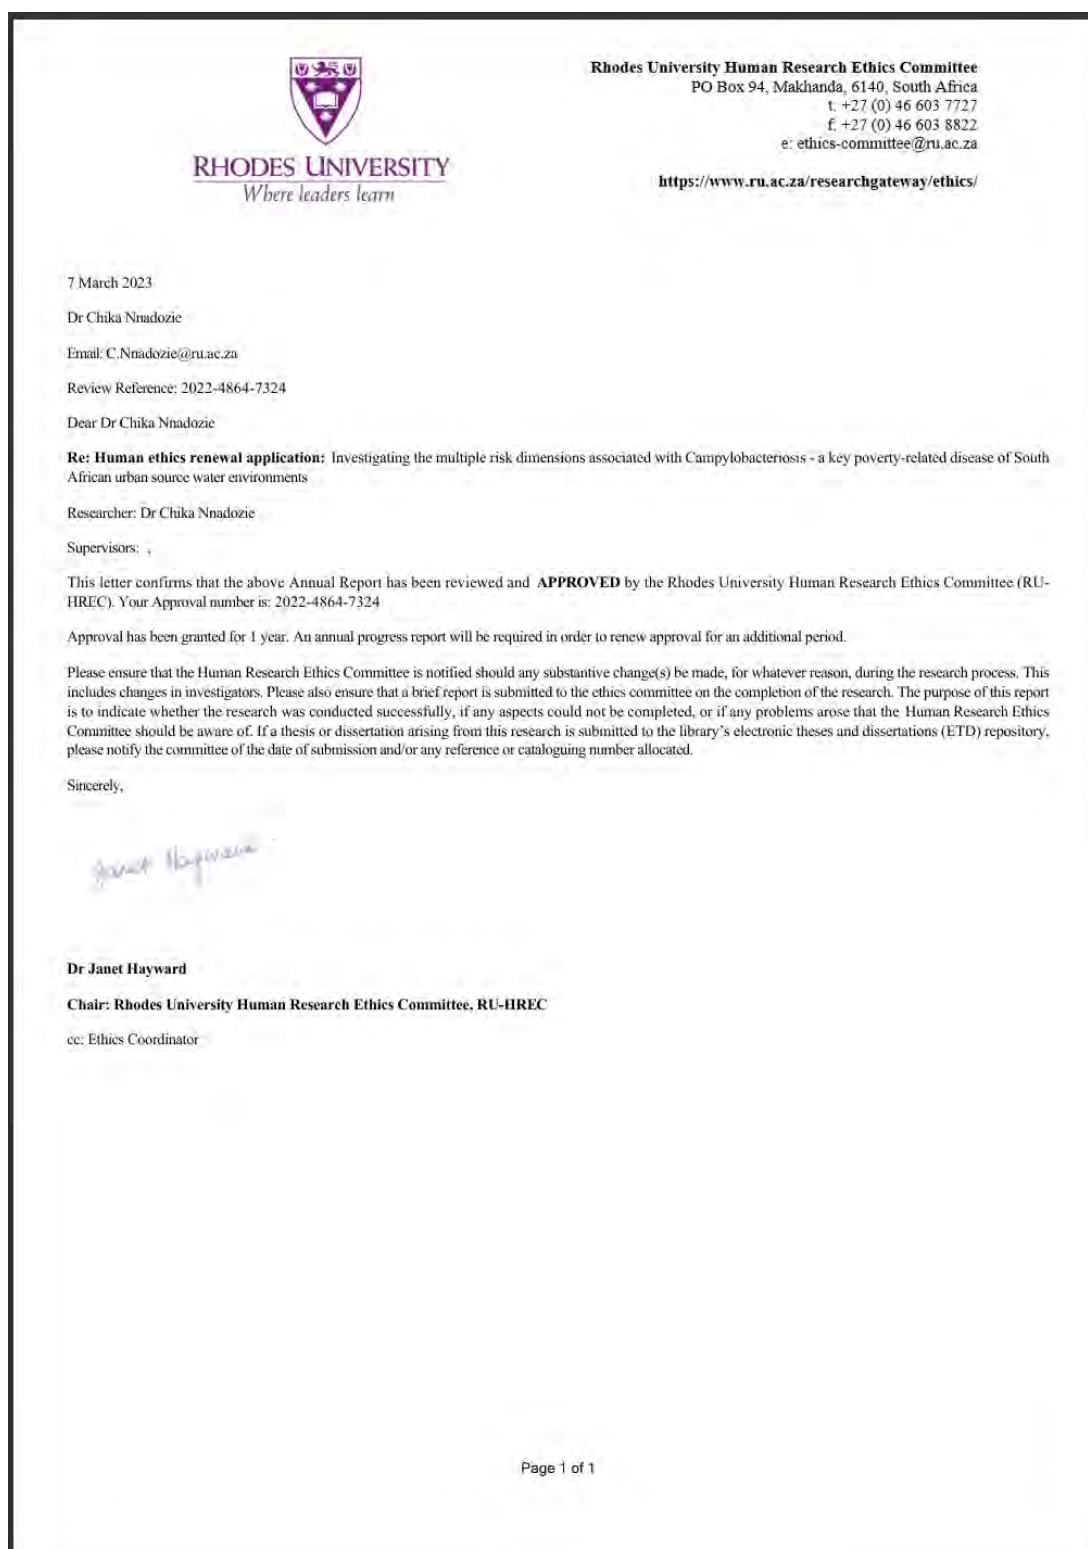 RHODES UNIVERSITY
Where leaders learn
Rhodes University Human Research Ethics Committee
PO Box 94, Makhanda, 6140, South Africa
t: +27 (0) 46 603 7727
f: +27 (0) 46 603 8822
e: ethics-committee@ru.ac.za
https://www.ru.ac.za/researchgateway/ethics/
7 March 2023
Dr Chika Nnadozie
Email: C.Nnadozie@ru.ac.za
Review Reference: 2022-4864-7324
Dear Dr Chika Nnadozie
Re: Human ethics renewal application: Investigating the multiple risk dimensions associated with Campylobacteriosis - a key poverty-related disease of South
African urban source water environments
Researcher: Dr Chika Nnadozie
Supervisors: ,
This letter confirms that the above Annual Report has been reviewed and APPROVED by the Rhodes University Human Research Ethics Committee (RU-
HREC). Your Approval number is: 2022-4864-7324
Approval has been granted for 1 year. An annual progress report will be required in order to renew approval for an additional period.
Please ensure that the Human Research Ethics Committee is notified should any substantive change(s) be made, for whatever reason, during the research process. This
includes changes in investigators. Please also ensure that a brief report is submitted to the ethics committee on the completion of the research. The purpose of this report
is to indicate whether the research was conducted successfully, if any aspects could not be completed, or if any problems arose that the Human Research Ethics
Committee should be aware of. If a thesis or dissertation arising from this research is submitted to the library's electronic theses and dissertations (ETD) repository,
please notify the committee of the date of submission and/or any reference or cataloguing number allocated.
Sincerely,
Janet Hayward
Dr Janet Hayward
Chair: Rhodes University Human Research Ethics Committee, RU-HREC
cc: Ethics Coordinator
Page 1 of 1